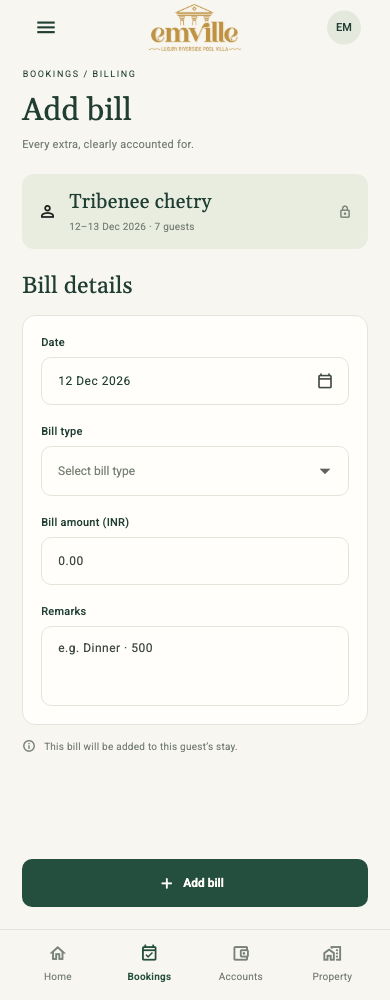 emville
LUXURY RIVERSIDE POOL VILLA
EM
BOOKINGS / BILLING
Add bill
Every extra, clearly accounted for.
Tribenee chetry
12–13 Dec 2026 · 7 guests
Bill details
Date
12 Dec 2026
Bill type
Select bill type
Bill amount (INR)
0.00
Remarks
e.g. Dinner · 500
This bill will be added to this guest's stay.
Add bill
Home
Bookings
Accounts
Property